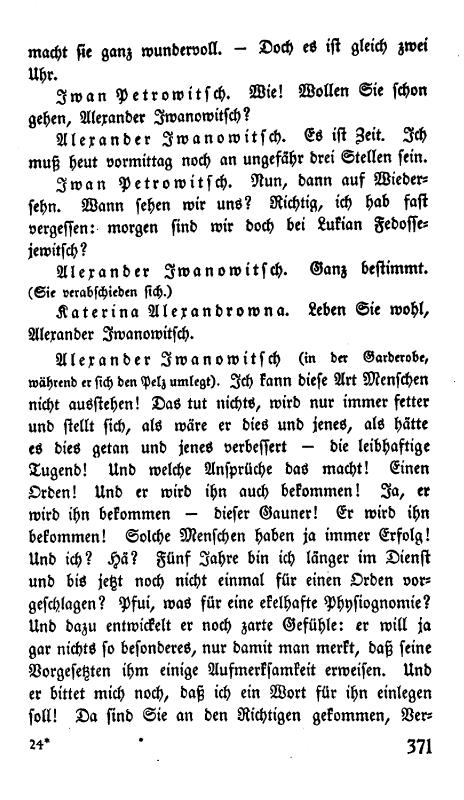 macht sie ganz wundervoll. — Doch es ist gleich zwei
Uhr.
Iwan Petrowitsch. Wie! Wollen Sie schon
gehen, Alexander Iwanowitsch?
Alexander Iwanowitsch. Es ist Zeit. Ich
muß heut vormittag noch an ungefähr drei Stellen sein.
Iwan Petrowitsch. Nun, dann auf Wieder-
sehn. Wann sehen wir uns? Richtig, ich hab fast
vergessen: morgen sind wir doch bei Lukian Fedosse-
jewitsch?
Alexander Iwanowitsch. Ganz bestimmt.
(Sie verabschieden sich.)
Katerina Alexandrowna. Leben Sie wohl,
Alexander Iwanowitsch.
Alexander Iwanowitsch (in der Garderobe,
während er sich den Pelz umlegt). Ich kann diese Art Menschen
nicht ausstehen! Das tut nichts, wird nur immer fetter
und stellt sich, als wäre er dies und jenes, als hätte
es dies getan und jenes verbessert — die leibhaftige
Tugend! Und welche Ansprüche das macht! Einen
Orden! Und er wird ihn auch bekommen! Ja, er
wird ihn bekommen — dieser Gauner! Er wird ihn
bekommen! Solche Menschen haben ja immer Erfolg!
Und ich? Hä? Fünf Jahre bin ich länger im Dienst
und bis jetzt noch nicht einmal für einen Orden vor-
geschlagen? Pfui, was für eine ekelhafte Physiognomie?
Und dazu entwickelt er noch zarte Gefühle: er will ja
gar nichts so besonderes, nur damit man merkt, daß seine
Vorgesetzten ihm einige Aufmerksamkeit erweisen. Und
er bittet mich noch, daß ich ein Wort für ihn einlegen
soll! Da sind Sie an den Richtigen gekommen, Ver-
24* 371